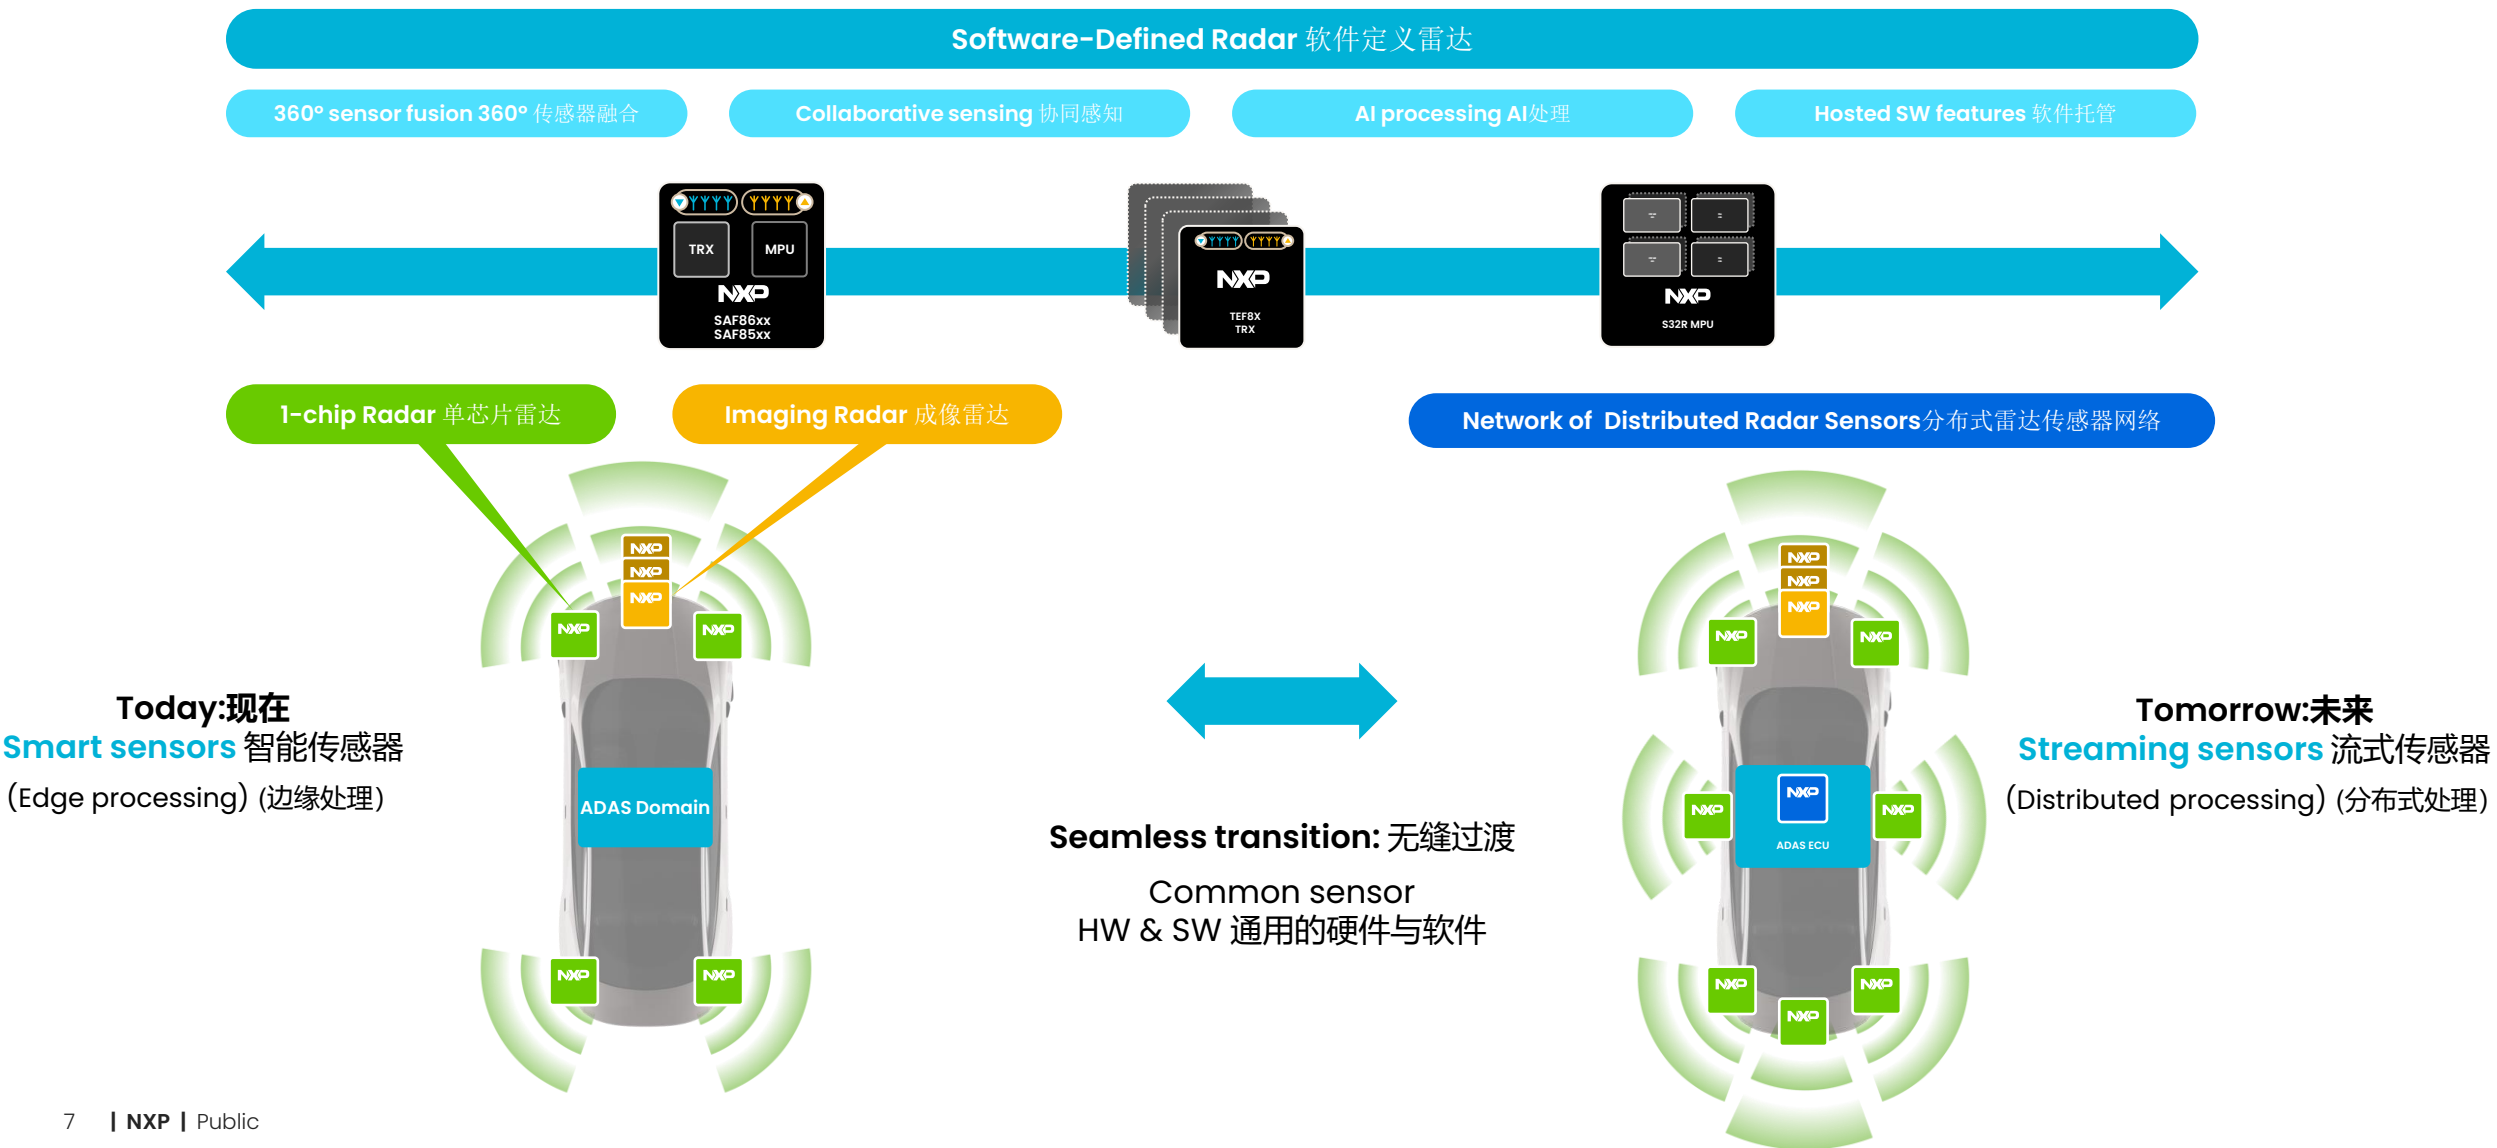 Software-Defined Radar 软件定义雷达
360° sensor fusion 360° 传感器融合
Collaborative sensing 协同感知
AI processing AI处理
Hosted SW features 软件托管
TRX
MPU
NXP
SAF86xx
SAF85xx
NXP
TEF8X
TRX
NXP
S32R MPU
1-chip Radar 单芯片雷达
Imaging Radar 成像雷达
Network of Distributed Radar Sensors分布式雷达传感器网络
NXP
NXP
NXP
NXP
NXP
NXP
NXP
NXP
NXP
NXP
Today:现在
Smart sensors 智能传感器
(Edge processing) (边缘处理)
ADAS Domain
NXP
NXP
Seamless transition: 无缝过渡
Common sensor
HW & SW 通用的硬件与软件
NXP
NXP
NXP
ADAS ECU
NXP
NXP
NXP
Tomorrow:未来
Streaming sensors 流式传感器
(Distributed processing) (分布式处理)
7 | NXP | Public